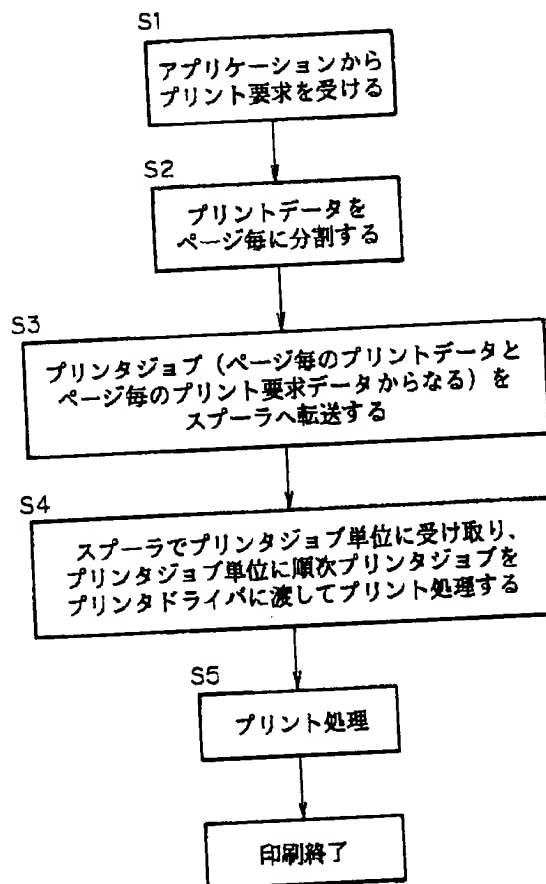 S1
アプリケーションから
プリント要求を受ける
S2
プリントデータを
ページ毎に分割する
S3
プリンタジョブ（ページ毎のプリントデータと
ページ毎のプリント要求データからなる）を
スプーラへ転送する
S4
スプーラでプリンタジョブ単位に受け取り、
プリンタジョブ単位に順次プリンタジョブを
プリンタドライバに渡してプリント処理する
S5
プリント処理
印刷終了